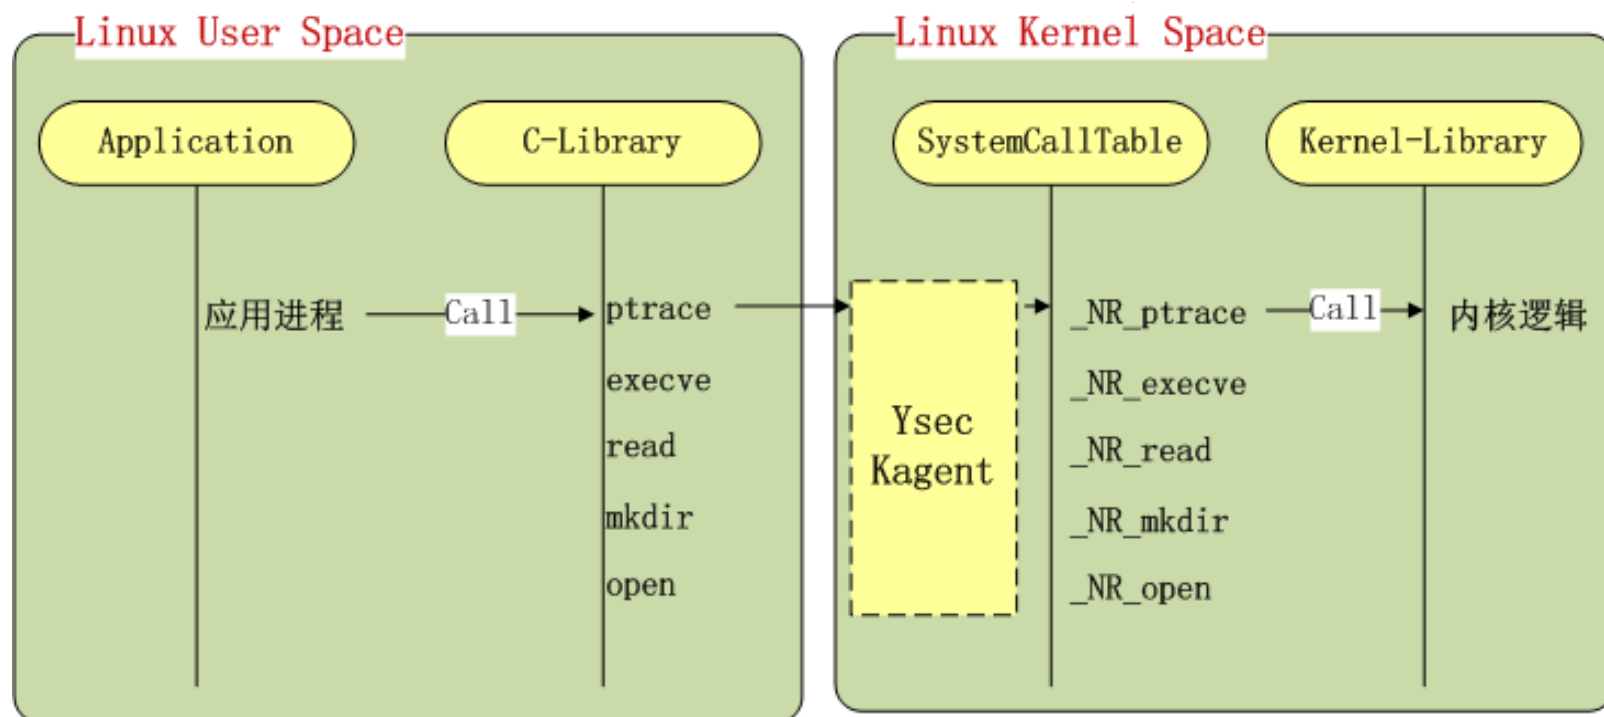 Linux User Space
Linux Kernel Space
Application
C-Library
SystemCallTable
Kernel-Library
应用进程
Call
ptrace
_NR_ptrace
Call
内核逻辑
execve
_NR_execve
Ysec
Kagent
read
_NR_read
mkdir
_NR_mkdir
open
_NR_open